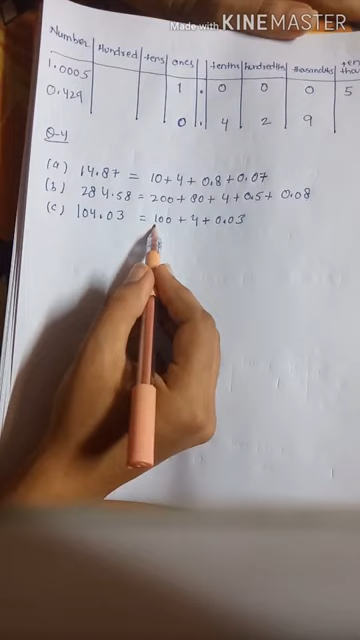 Made with KINEMASTER
Number Hundred tens ones . tenths hundredths thousandths ten thou
1.0005 1 . 0 0 0 5
0.429 0 . 4 2 9
Q-4
(a) 14.87 = 10+4+0.8+0.07
(b) 284.58 = 200+80+4+0.5+0.08
(c) 104.03 = 100+4+0.03